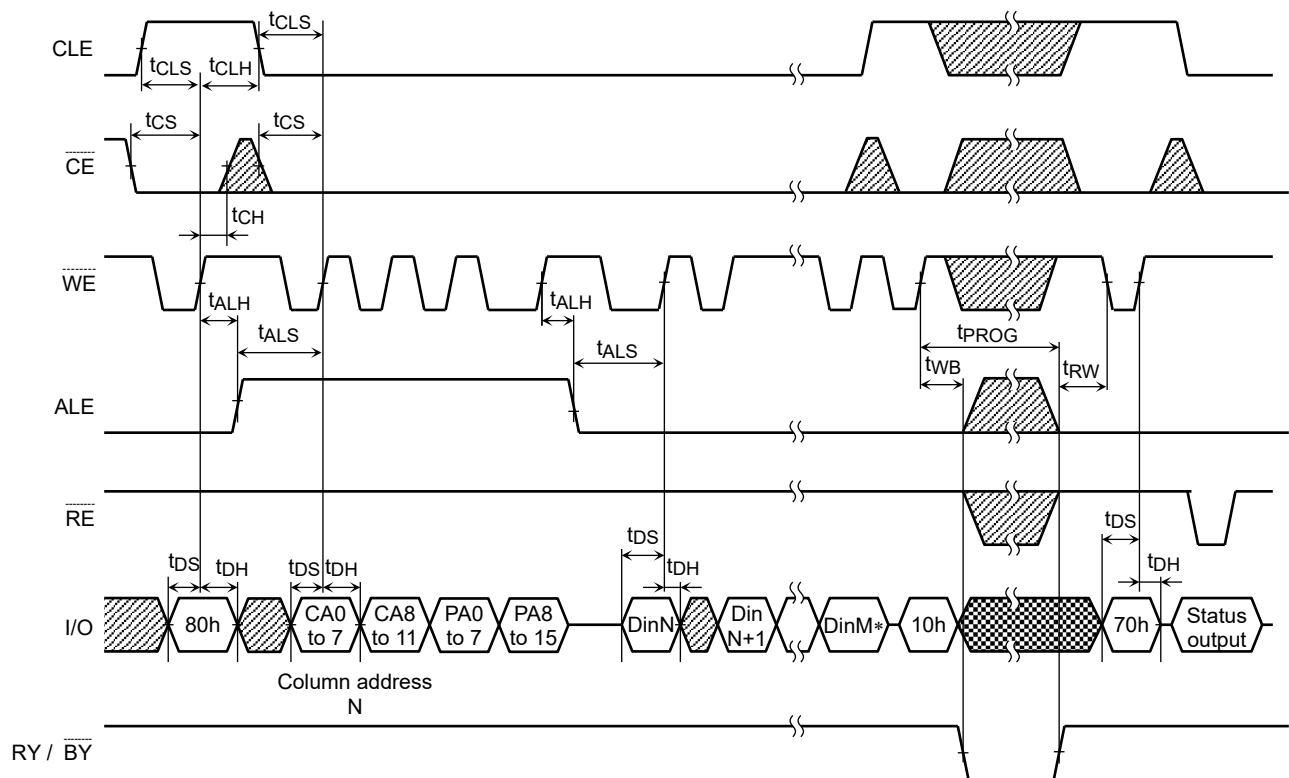 tCLS
CLE
tCLS tCLH
tCS tCS
CE
tCH
WE
tALH tALH
tPROG
tALS tALS
tWB tRW
ALE
RE
tDS tDS
tDS tDH tDS tDH tDH tDH
I/O 80h CA0 to 7 CA8 to 11 PA0 to 7 PA8 to 15 DinN Din N+1 DinM* 10h 70h Status output
Column address
N
RY / BY